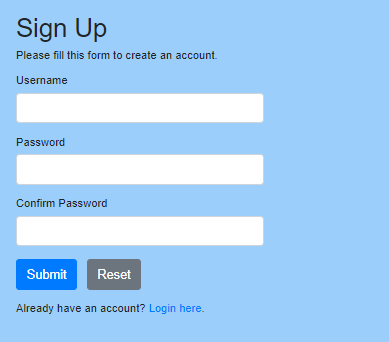 Sign Up
Please fill this form to create an account.
Username
Password
Confirm Password
Submit Reset
Already have an account? Login here.